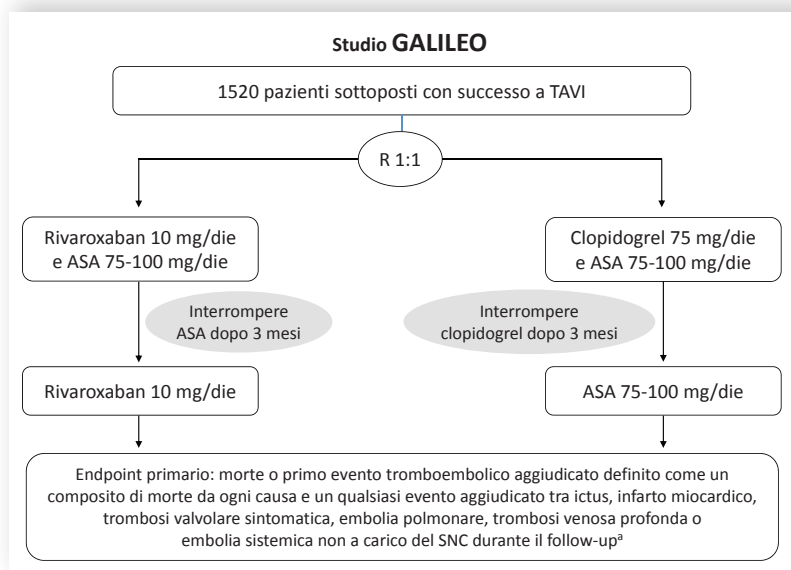 Studio GALILEO
1520 pazienti sottoposti con successo a TAVI
R 1:1
Rivaroxaban 10 mg/die
e ASA 75-100 mg/die
Clopidogrel 75 mg/die
e ASA 75-100 mg/die
Interrompere
ASA dopo 3 mesi
Interrompere
clopidogrel dopo 3 mesi
Rivaroxaban 10 mg/die
ASA 75-100 mg/die
Endpoint primario: morte o primo evento tromboembolico aggiudicato definito come un
composito di morte da ogni causa e un qualsiasi evento aggiudicato tra ictus, infarto miocardico,
trombosi valvolare sintomatica, embolia polmonare, trombosi venosa profonda o
embolia sistemica non a carico del SNC durante il follow-upᵃ